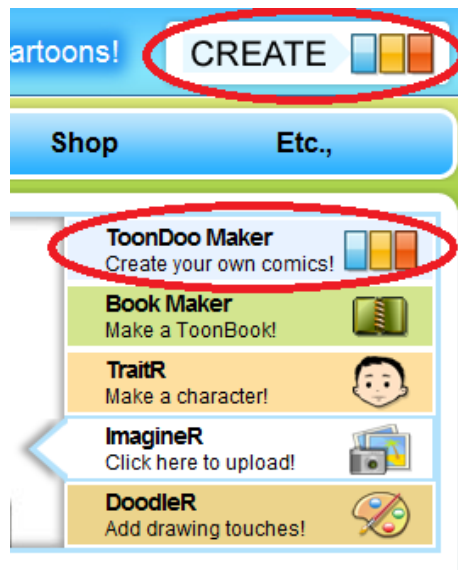 artoons!
CREATE
Shop
Etc.,
ToonDoo Maker
Create your own comics!
Book Maker
Make a ToonBook!
TraitR
Make a character!
ImagineR
Click here to upload!
DoodleR
Add drawing touches!